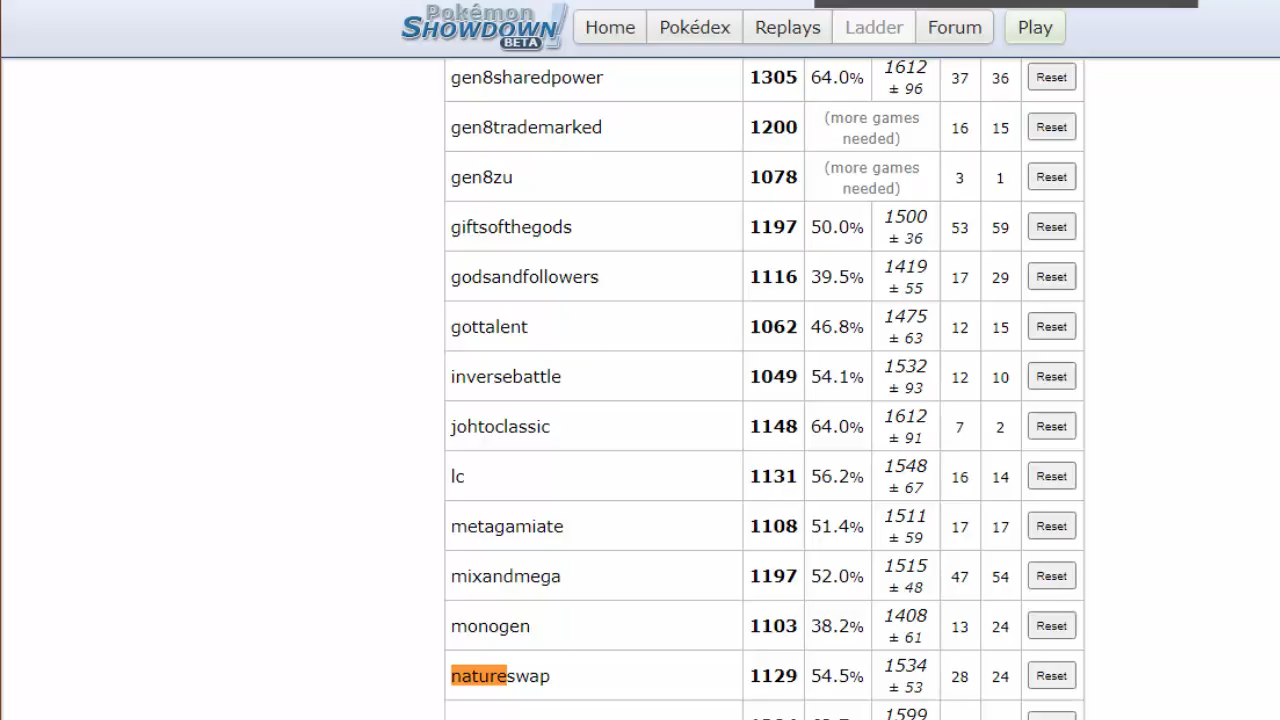 Pokémon
SHOWDOWN!
BETA
Home Pokédex Replays Ladder Forum Play
gen8sharedpower 1305 64.0% 1612 ± 96 37 36 Reset
gen8trademarked 1200 (more games needed) 16 15 Reset
gen8zu 1078 (more games needed) 3 1 Reset
giftsofthegods 1197 50.0% 1500 ± 36 53 59 Reset
godsandfollowers 1116 39.5% 1419 ± 55 17 29 Reset
gottalent 1062 46.8% 1475 ± 63 12 15 Reset
inversebattle 1049 54.1% 1532 ± 93 12 10 Reset
johtoclassic 1148 64.0% 1612 ± 91 7 2 Reset
lc 1131 56.2% 1548 ± 67 16 14 Reset
metagamiate 1108 51.4% 1511 ± 59 17 17 Reset
mixandmega 1197 52.0% 1515 ± 48 47 54 Reset
monogen 1103 38.2% 1408 ± 61 13 24 Reset
natureswap 1129 54.5% 1534 ± 53 28 24 Reset
1599